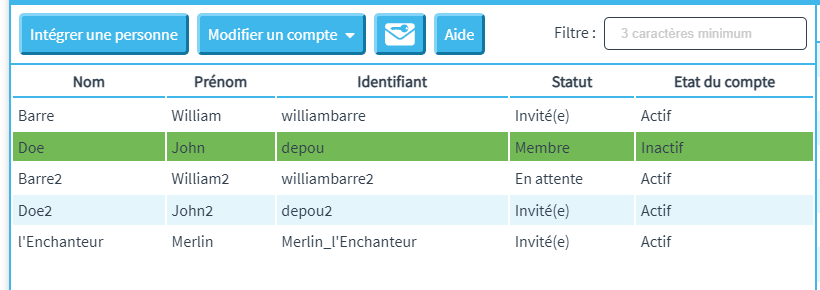 Intégrer une personne Modifier un compte Aide Filtre : 3 caractères minimum
Nom Prénom Identifiant Statut Etat du compte
Barre William williambarre Invité(e) Actif
Doe John depou Membre Inactif
Barre2 William2 williambarre2 En attente Actif
Doe2 John2 depou2 Invité(e) Actif
l'Enchanteur Merlin Merlin_l'Enchanteur Invité(e) Actif